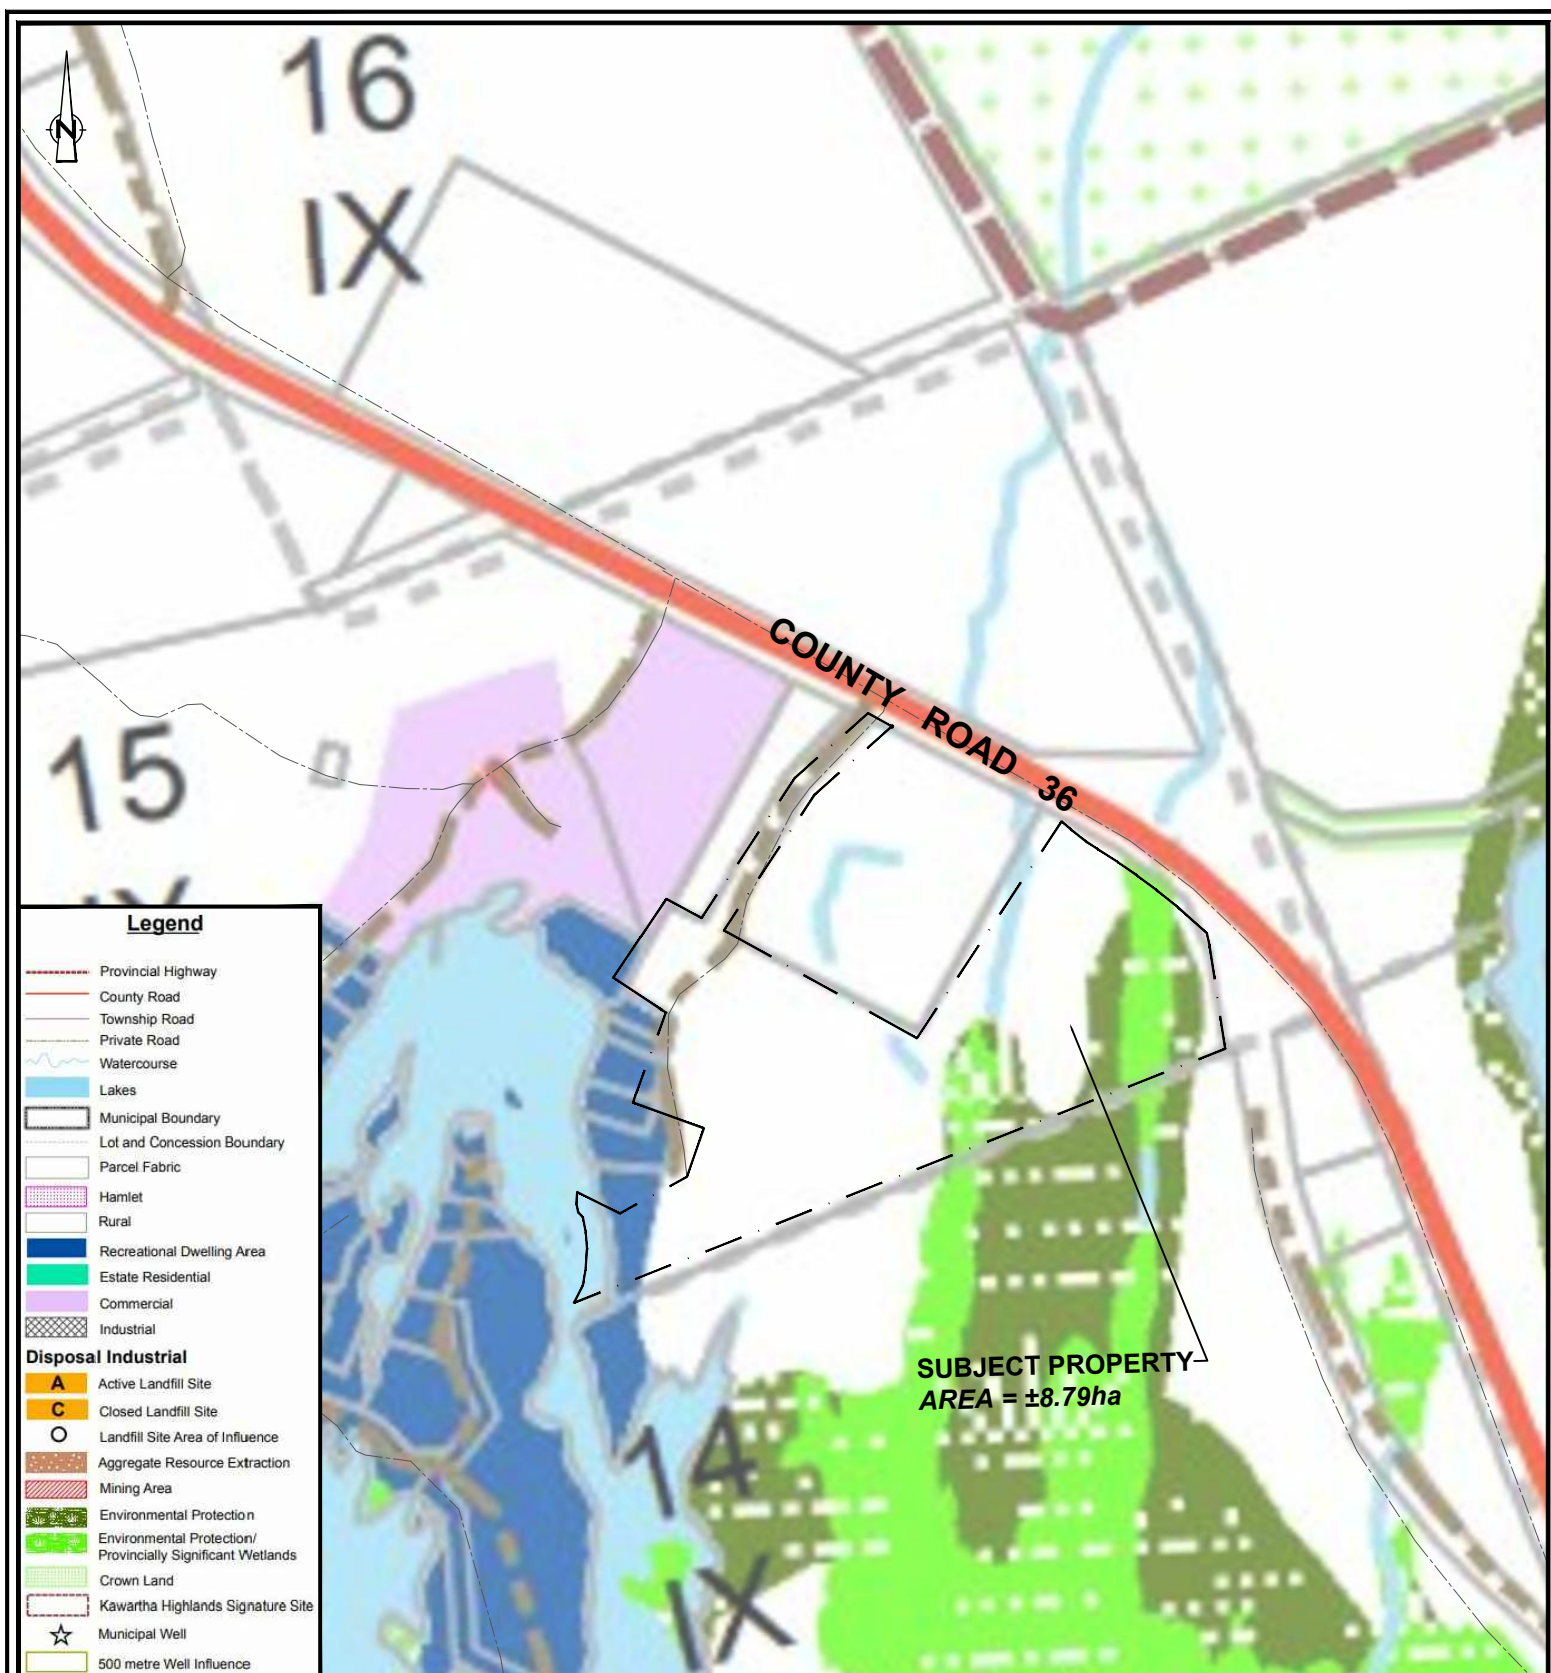 16
IX
N
COUNTY ROAD 36
15
IX
Legend
Provincial Highway
County Road
Township Road
Private Road
Watercourse
Lakes
Municipal Boundary
Lot and Concession Boundary
Parcel Fabric
Hamlet
Rural
Recreational Dwelling Area
Estate Residential
Commercial
Industrial
Disposal Industrial
A Active Landfill Site
C Closed Landfill Site
Landfill Site Area of Influence
Aggregate Resource Extraction
Mining Area
Environmental Protection
Environmental Protection/
Provincially Significant Wetlands
Crown Land
Kawartha Highlands Signature Site
Municipal Well
500 metre Well Influence
SUBJECT PROPERTY
AREA = ±8.79ha
14
IX